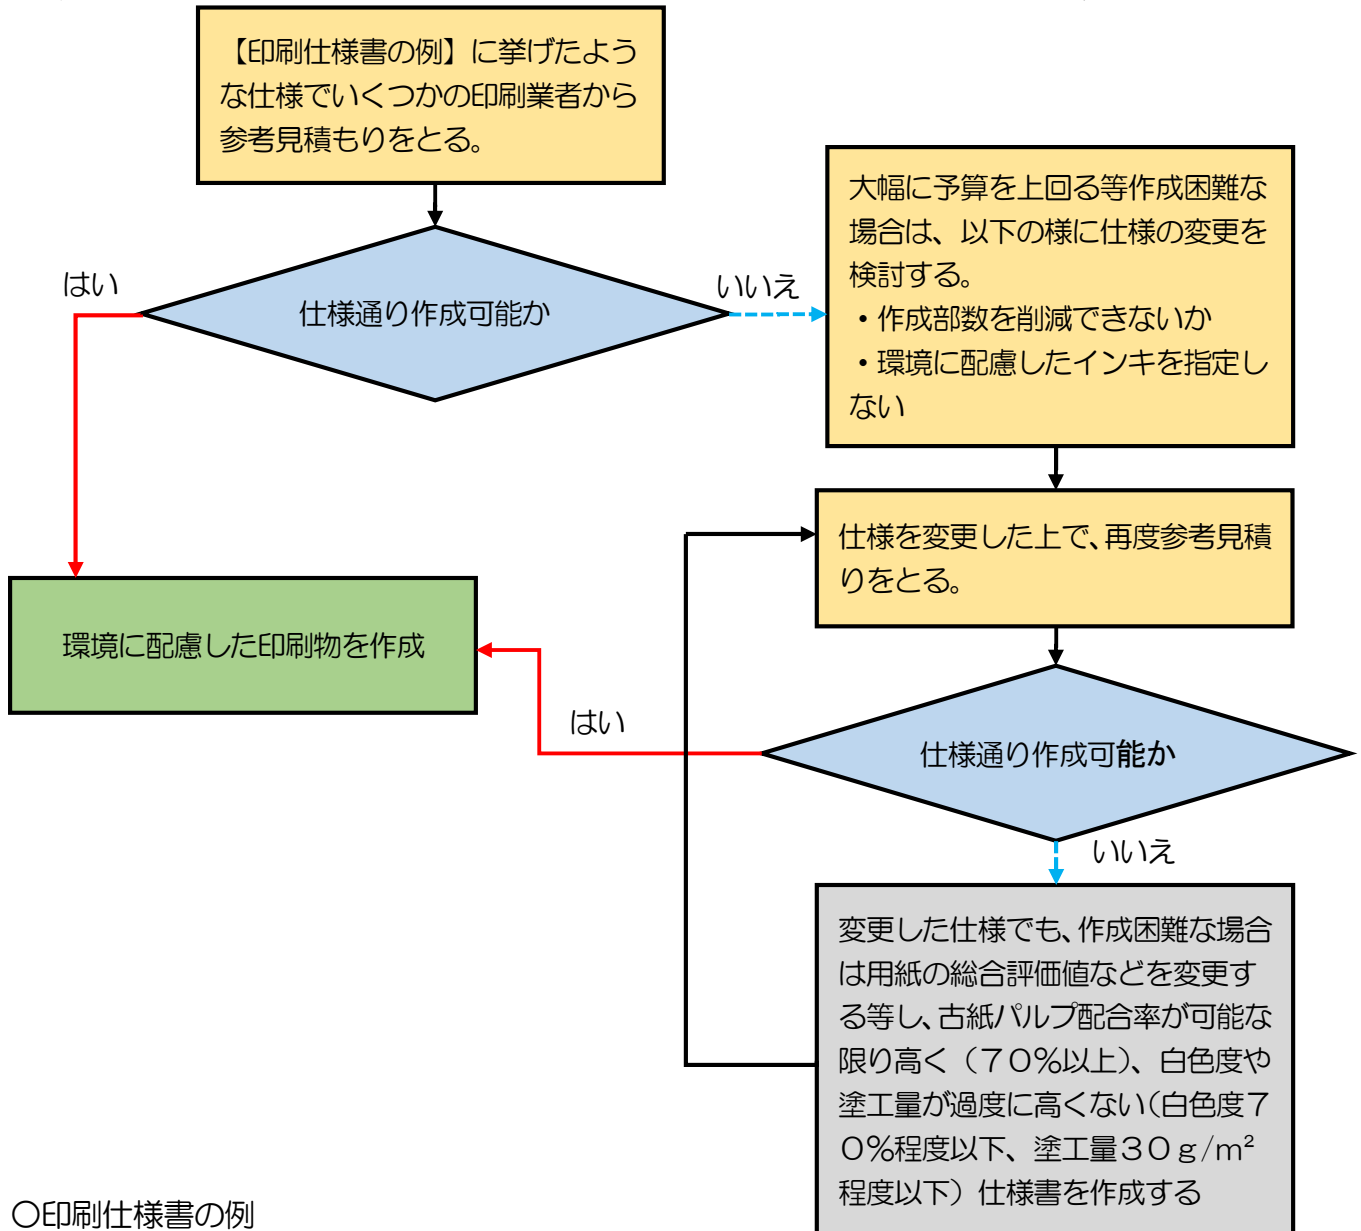 【印刷仕様書の例】に挙げたよう
な仕様でいくつかの印刷業者から
参考見積もりをとる。
大幅に予算を上回る等作成困難な
場合は、以下の様に仕様の変更を
検討する。
・作成部数を削減できないか
・環境に配慮したインキを指定し
ない
はい
仕様通り作成可能か
いいえ
仕様を変更した上で、再度参考見積
りをとる。
環境に配慮した印刷物を作成
はい
仕様通り作成可能か
いいえ
変更した仕様でも、作成困難な場合
は用紙の総合評価値などを変更す
る等し、古紙パルプ配合率が可能な
限り高く（７０％以上）、白色度や
塗工量が過度に高くない（白色度７
０％程度以下、塗工量３０ｇ/m²
程度以下）仕様書を作成する
〇印刷仕様書の例